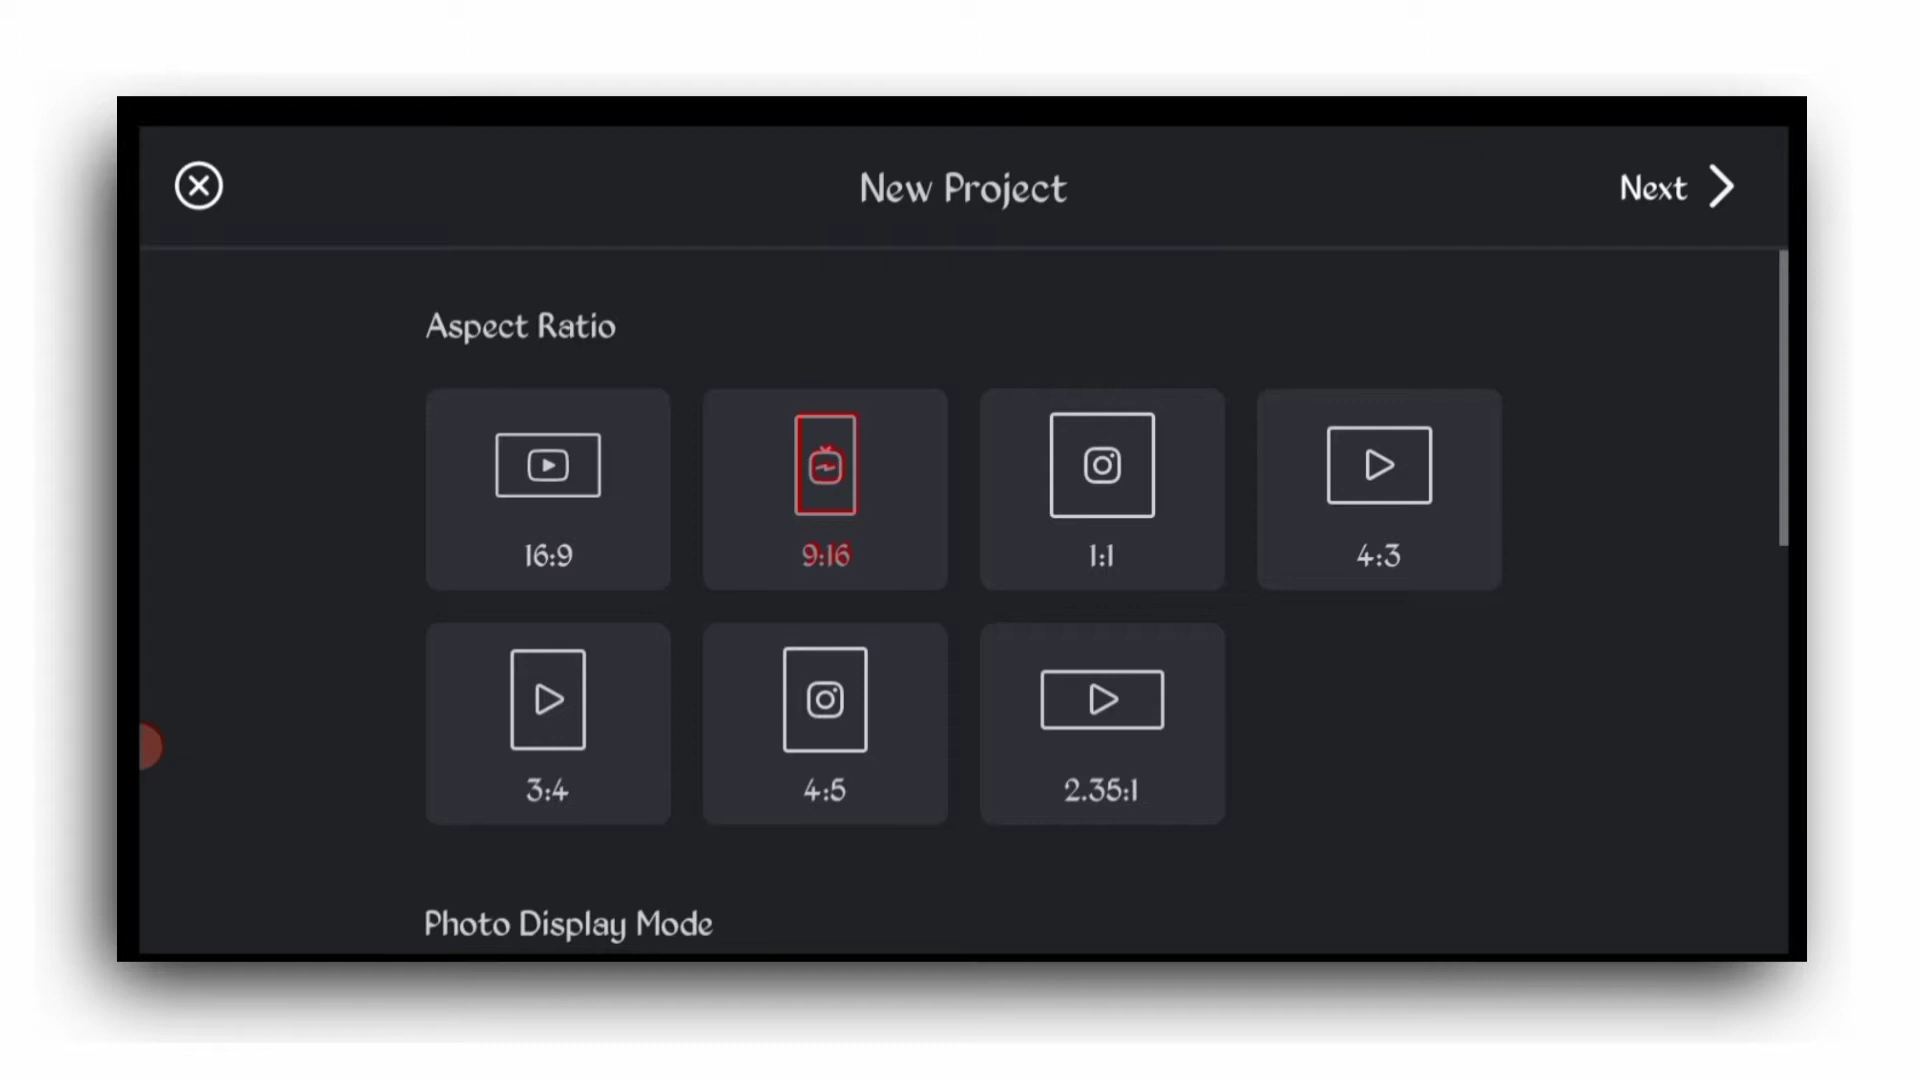 New Project
Next
Aspect Ratio
16:9
9:16
1:1
4:3
3:4
4:5
2.35:1
Photo Display Mode